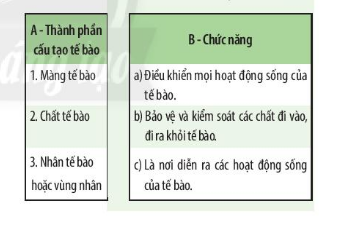 A - Thành phần
cấu tạo tế bào
1. Màng tế bào
2. Chất tế bào
3. Nhân tế bào
hoặc vùng nhân
B - Chức năng
a) Điều khiển mọi hoạt động sống của
tế bào.
b) Bảo vệ và kiểm soát các chất đi vào,
đi ra khỏi tế bào.
c) Là nơi diễn ra các hoạt động sống
của tế bào.